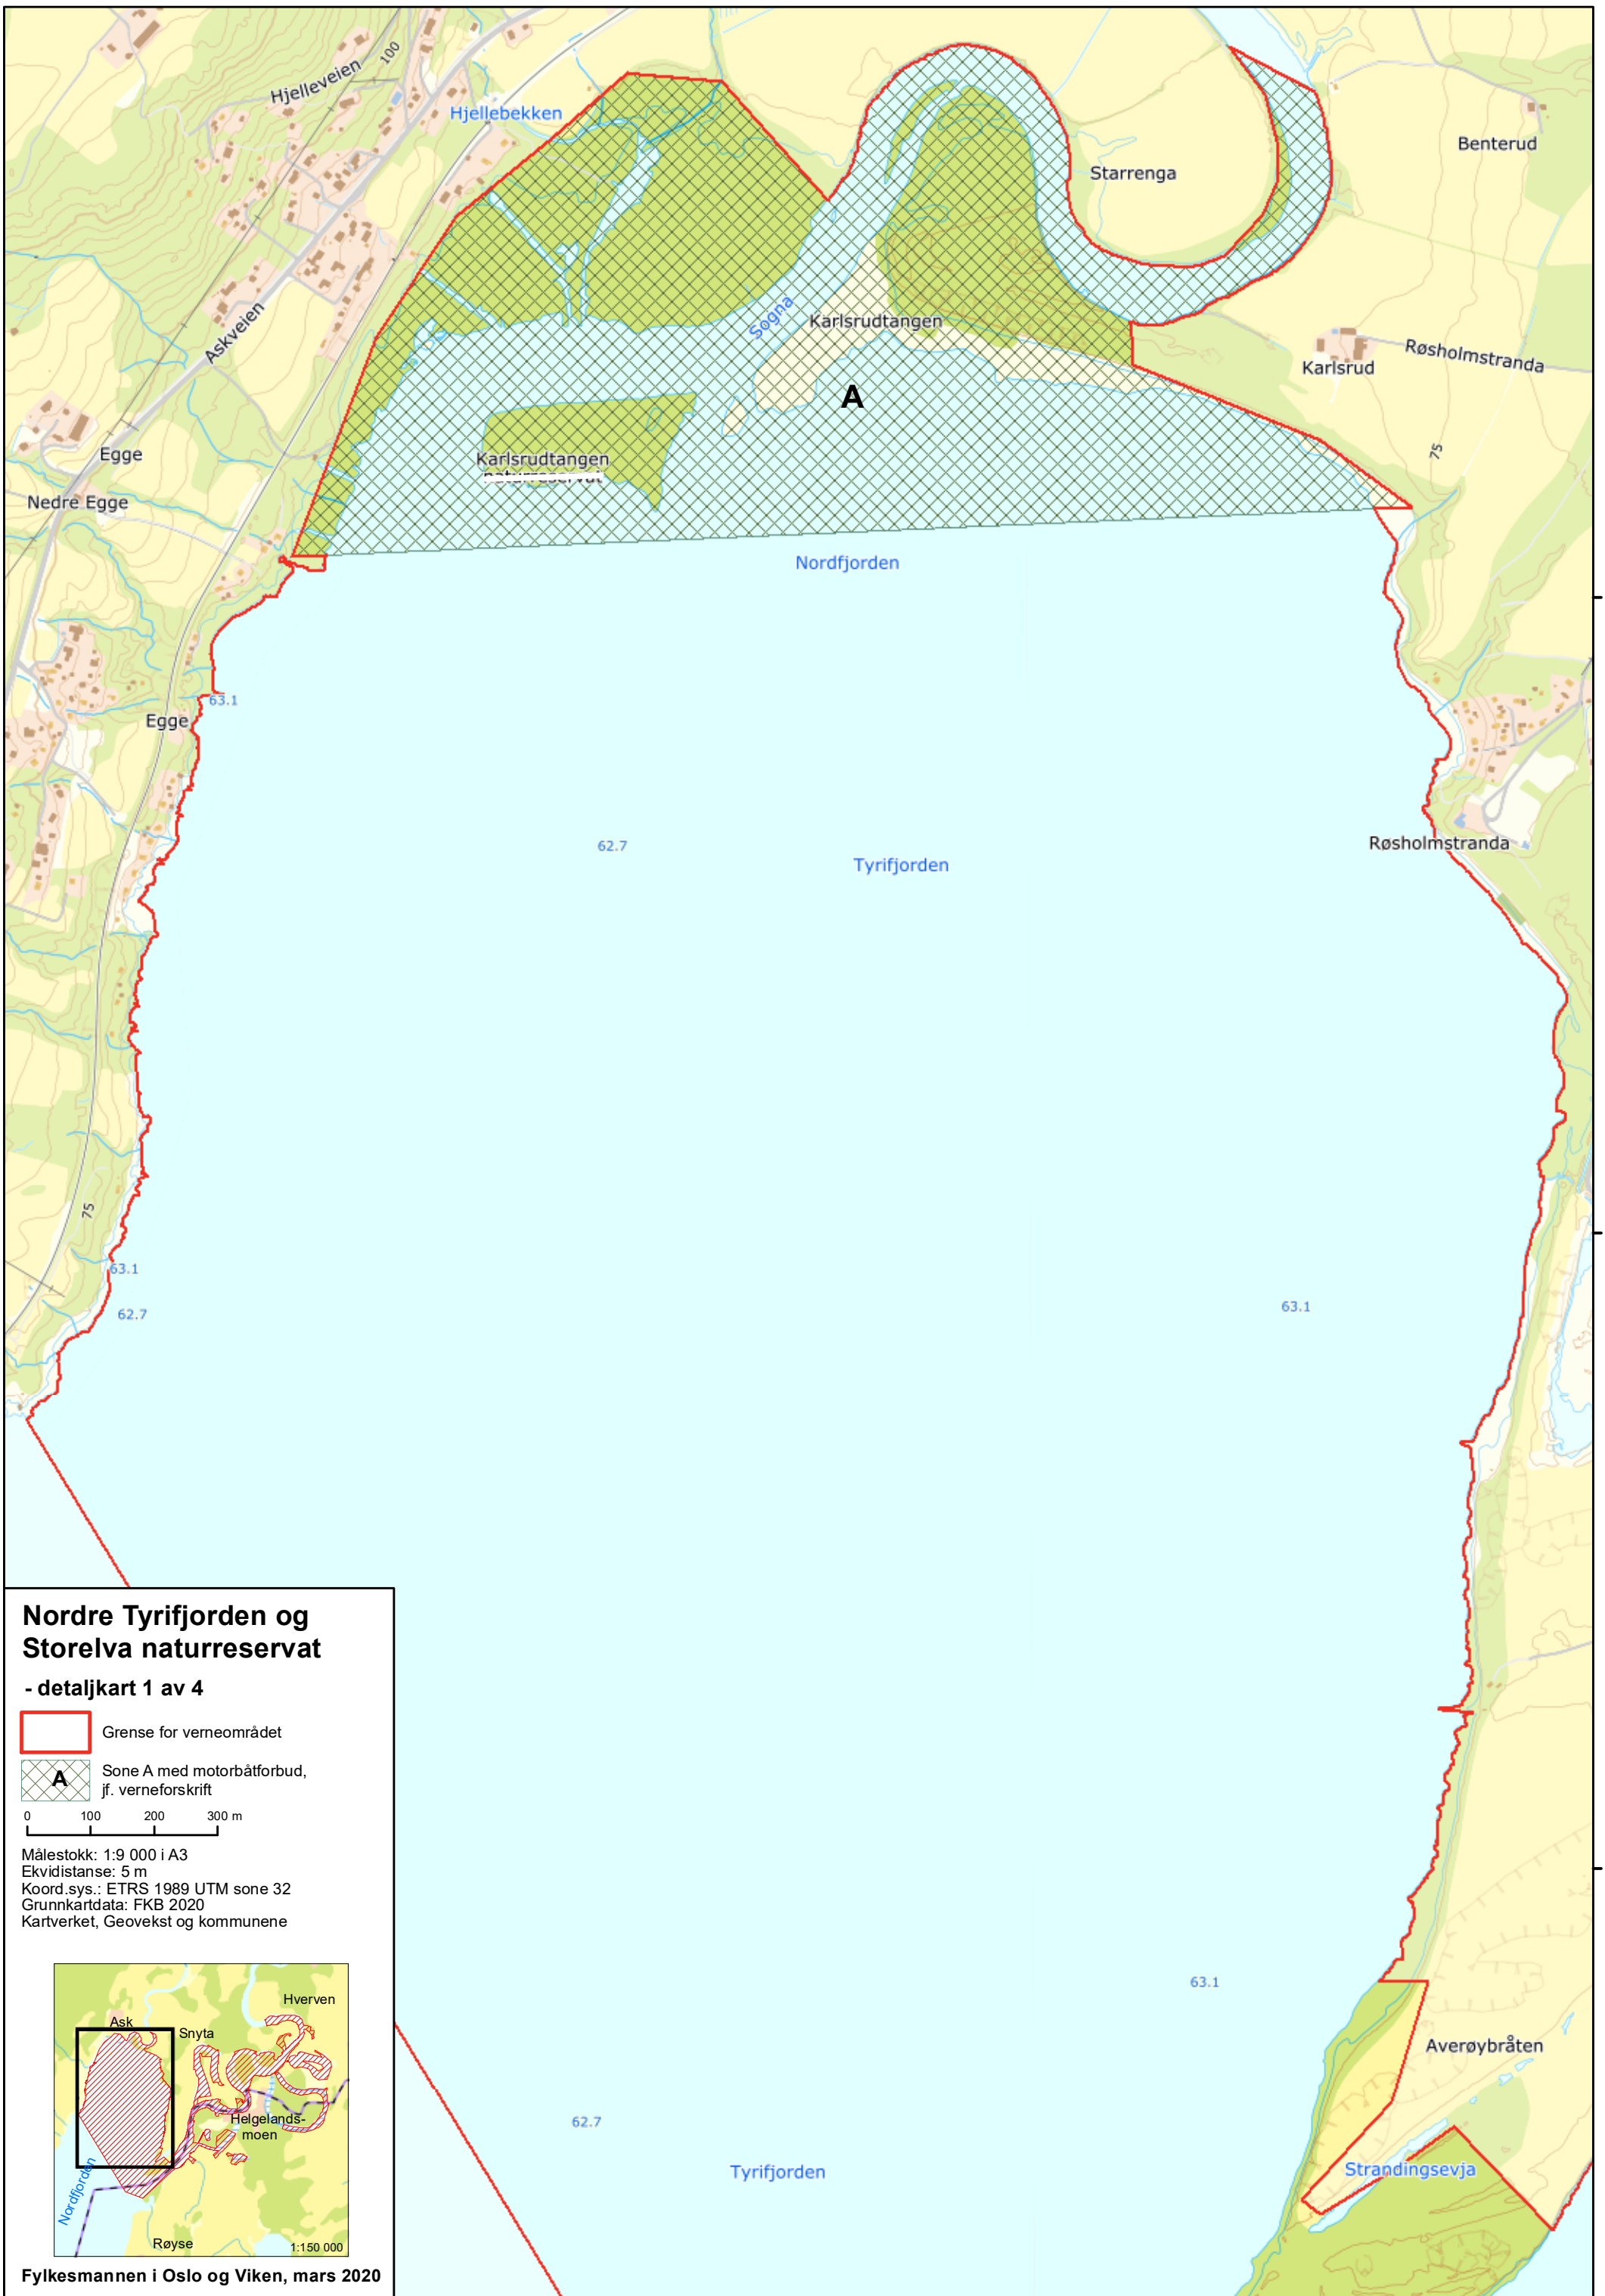 Hjelleveien
100
Hjellebekken
Benterud
Starrenga
Askveien
Sogna
Karlsrudtangen
Karlsrud
Røsholmstranda
A
75
Egge
Karlsrudtangen
naturreservat
Nedre Egge
Nordfjorden
63.1
Egge
62.7
Tyrifjorden
Røsholmstranda
75
63.1
62.7
63.1
Nordre Tyrifjorden og
Storelva naturreservat
- detaljkart 1 av 4
Grense for verneområdet
A
Sone A med motorbåtforbud,
jf. verneforskrift
0 100 200 300 m
Målestokk: 1:9 000 i A3
Ekvidistanse: 5 m
Koord.sys.: ETRS 1989 UTM sone 32
Grunnkartdata: FKB 2020
Kartverket, Geovekst og kommunene
Hverven
Ask
Snyta
Helgelands-
moen
Nordfjorden
Røyse
1:150 000
Fylkesmannen i Oslo og Viken, mars 2020
63.1
Averøybråten
62.7
Tyrifjorden
Strandingsevja